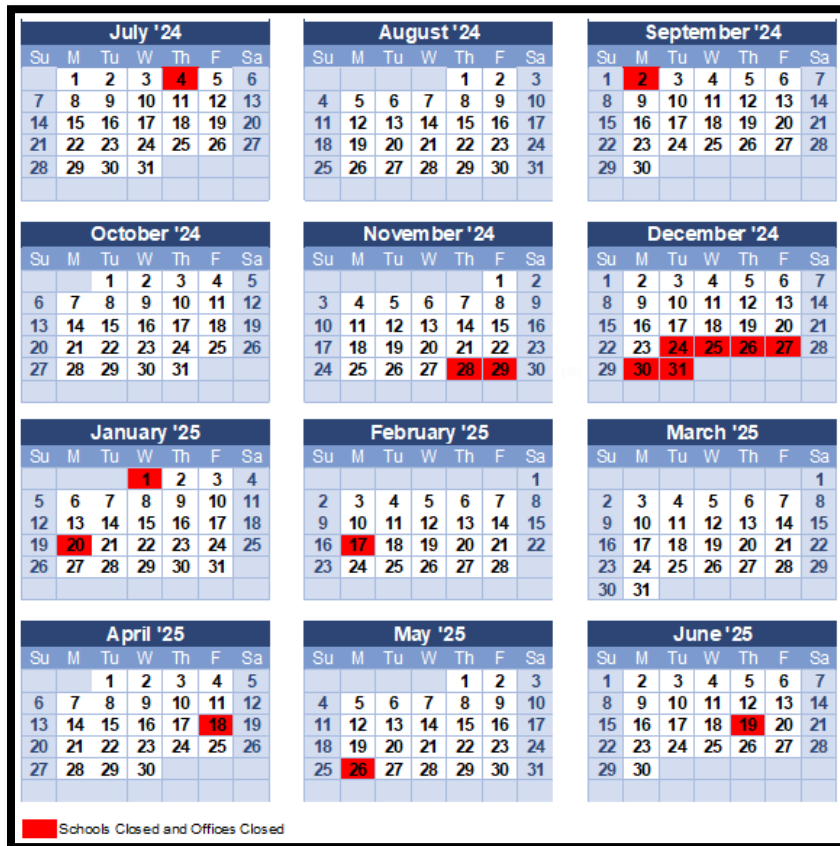 July '24
Su M Tu W Th F Sa
1 2 3 4 5 6
7 8 9 10 11 12 13
14 15 16 17 18 19 20
21 22 23 24 25 26 27
28 29 30 31
August '24
Su M Tu W Th F Sa
1 2 3
4 5 6 7 8 9 10
11 12 13 14 15 16 17
18 19 20 21 22 23 24
25 26 27 28 29 30 31
September '24
Su M Tu W Th F Sa
1 2 3 4 5 6 7
8 9 10 11 12 13 14
15 16 17 18 19 20 21
22 23 24 25 26 27 28
29 30
October '24
Su M Tu W Th F Sa
1 2 3 4 5
6 7 8 9 10 11 12
13 14 15 16 17 18 19
20 21 22 23 24 25 26
27 28 29 30 31
November '24
Su M Tu W Th F Sa
1 2
3 4 5 6 7 8 9
10 11 12 13 14 15 16
17 18 19 20 21 22 23
24 25 26 27 28 29 30
December '24
Su M Tu W Th F Sa
1 2 3 4 5 6 7
8 9 10 11 12 13 14
15 16 17 18 19 20 21
22 23 24 25 26 27 28
29 30 31
January '25
Su M Tu W Th F Sa
1 2 3 4
5 6 7 8 9 10 11
12 13 14 15 16 17 18
19 20 21 22 23 24 25
26 27 28 29 30 31
February '25
Su M Tu W Th F Sa
1
2 3 4 5 6 7 8
9 10 11 12 13 14 15
16 17 18 19 20 21 22
23 24 25 26 27 28
March '25
Su M Tu W Th F Sa
1
2 3 4 5 6 7 8
9 10 11 12 13 14 15
16 17 18 19 20 21 22
23 24 25 26 27 28 29
30 31
April '25
Su M Tu W Th F Sa
1 2 3 4 5
6 7 8 9 10 11 12
13 14 15 16 17 18 19
20 21 22 23 24 25 26
27 28 29 30
May '25
Su M Tu W Th F Sa
1 2 3
4 5 6 7 8 9 10
11 12 13 14 15 16 17
18 19 20 21 22 23 24
25 26 27 28 29 30 31
June '25
Su M Tu W Th F Sa
1 2 3 4 5 6 7
8 9 10 11 12 13 14
15 16 17 18 19 20 21
22 23 24 25 26 27 28
29 30
Schools Closed and Offices Closed